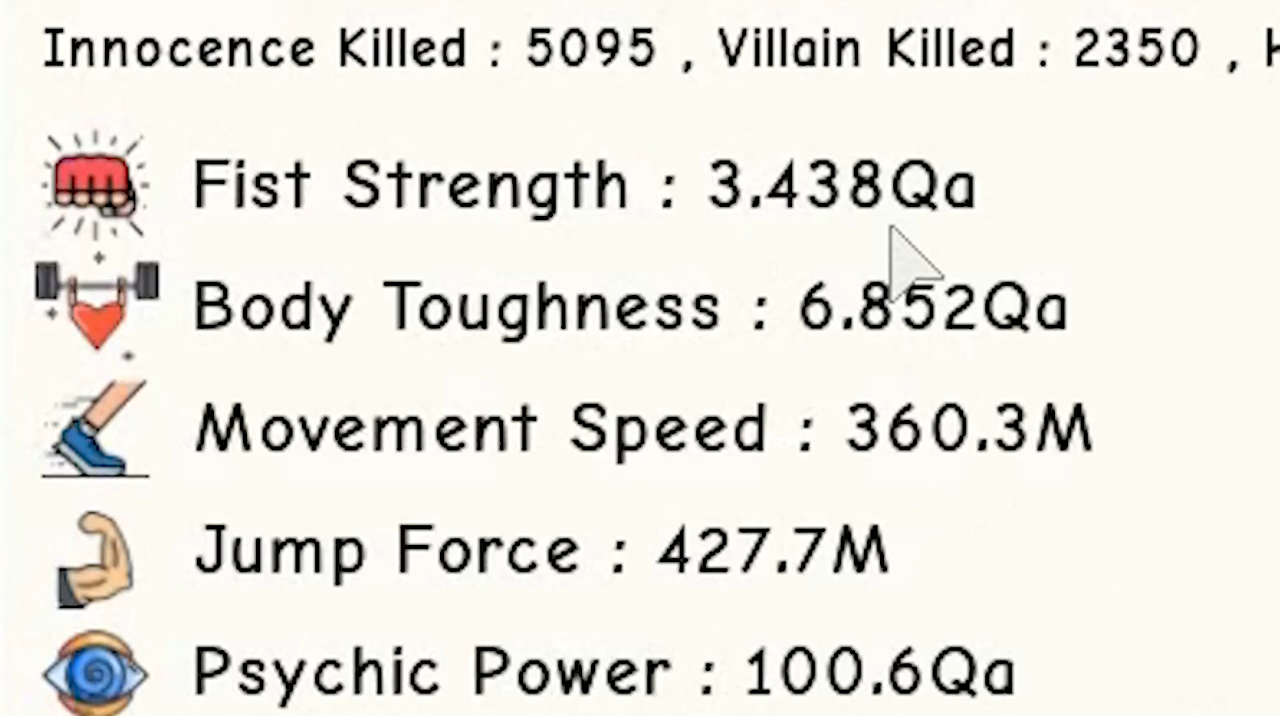 Innocence Killed : 5095 , Villain Killed : 2350 ,
Fist Strength : 3.438Qa
Body Toughness : 6.852Qa
Movement Speed : 360.3M
Jump Force : 427.7M
Psychic Power : 100.6Qa